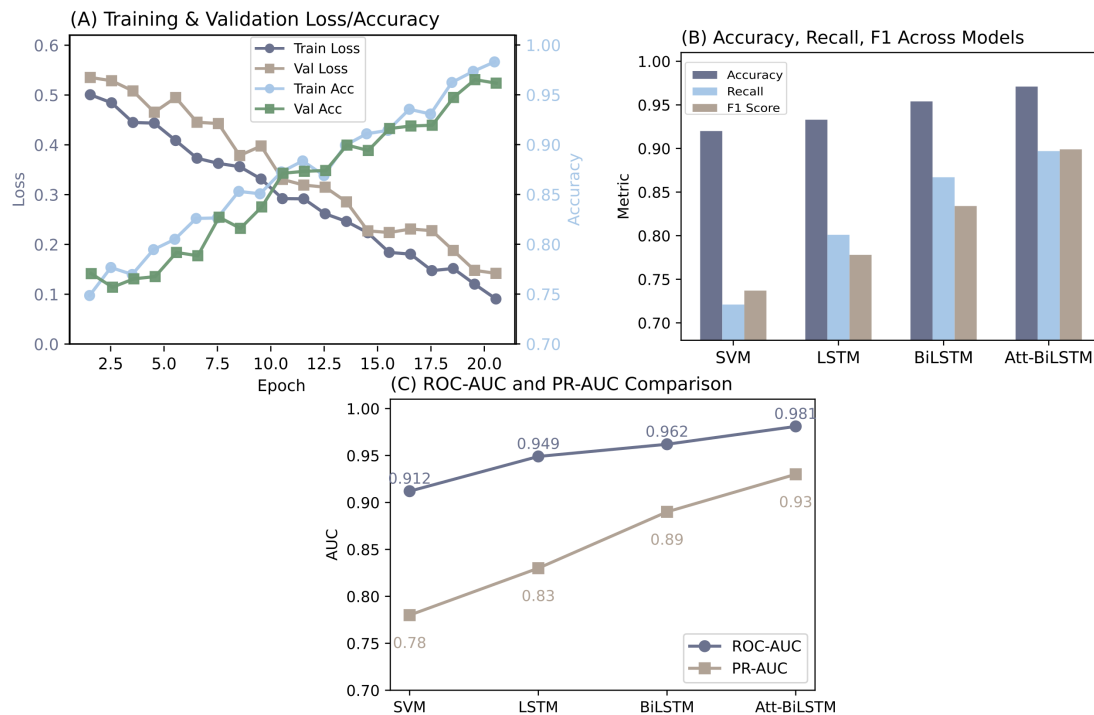 (A) Training & Validation Loss/Accuracy
0.6
0.5
0.4
0.3
0.2
0.1
0.0
Loss
1.00
0.95
0.90
0.85
0.80
0.75
0.70
Accuracy
Train Loss
Val Loss
Train Acc
Val Acc
2.5 5.0 7.5 10.0 12.5 15.0 17.5 20.0
Epoch
(B) Accuracy, Recall, F1 Across Models
1.00
0.95
0.90
0.85
0.80
0.75
0.70
Metric
Accuracy
Recall
F1 Score
SVM LSTM BiLSTM Att-BiLSTM
(C) ROC-AUC and PR-AUC Comparison
1.00
0.95
0.90
0.85
0.80
0.75
0.70
AUC
0.912 0.949 0.962 0.981
0.78 0.83 0.89 0.93
ROC-AUC
PR-AUC
SVM LSTM BiLSTM Att-BiLSTM